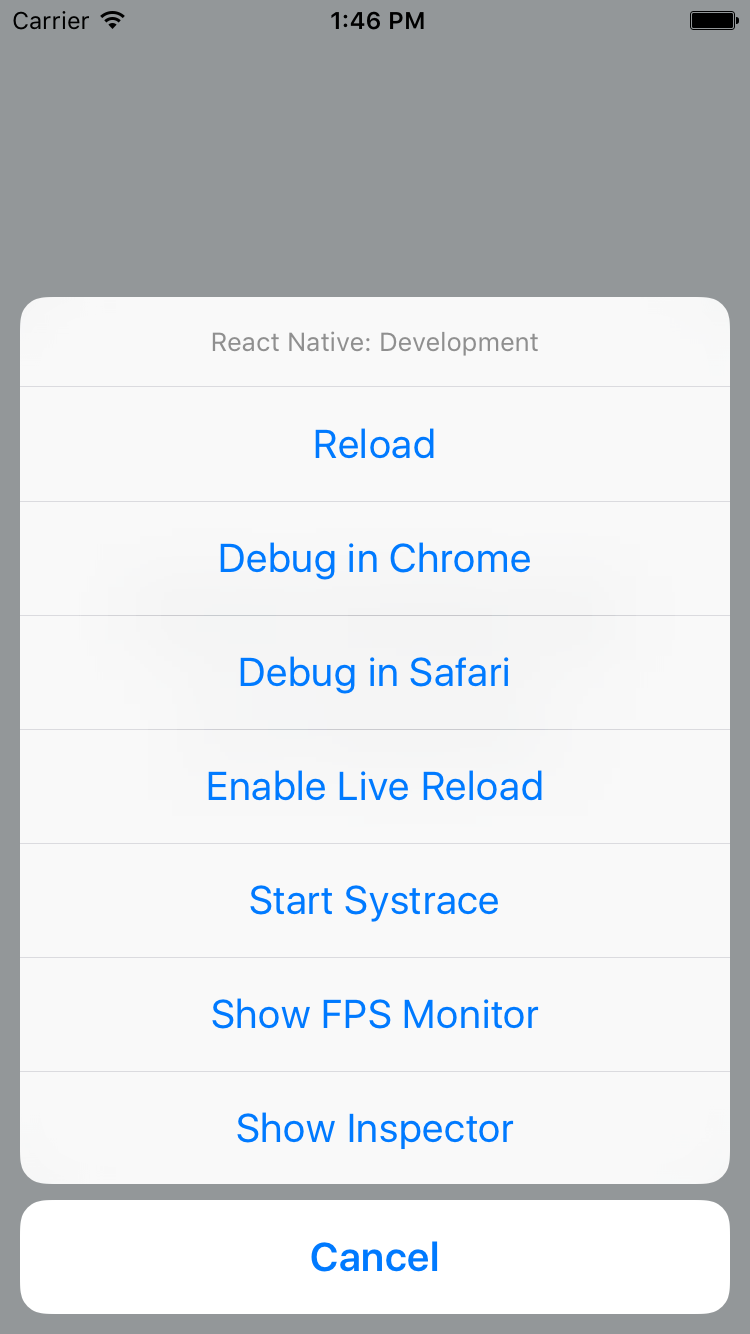 Carrier 1:46 PM
React Native: Development
Reload
Debug in Chrome
Debug in Safari
Enable Live Reload
Start Systrace
Show FPS Monitor
Show Inspector
Cancel